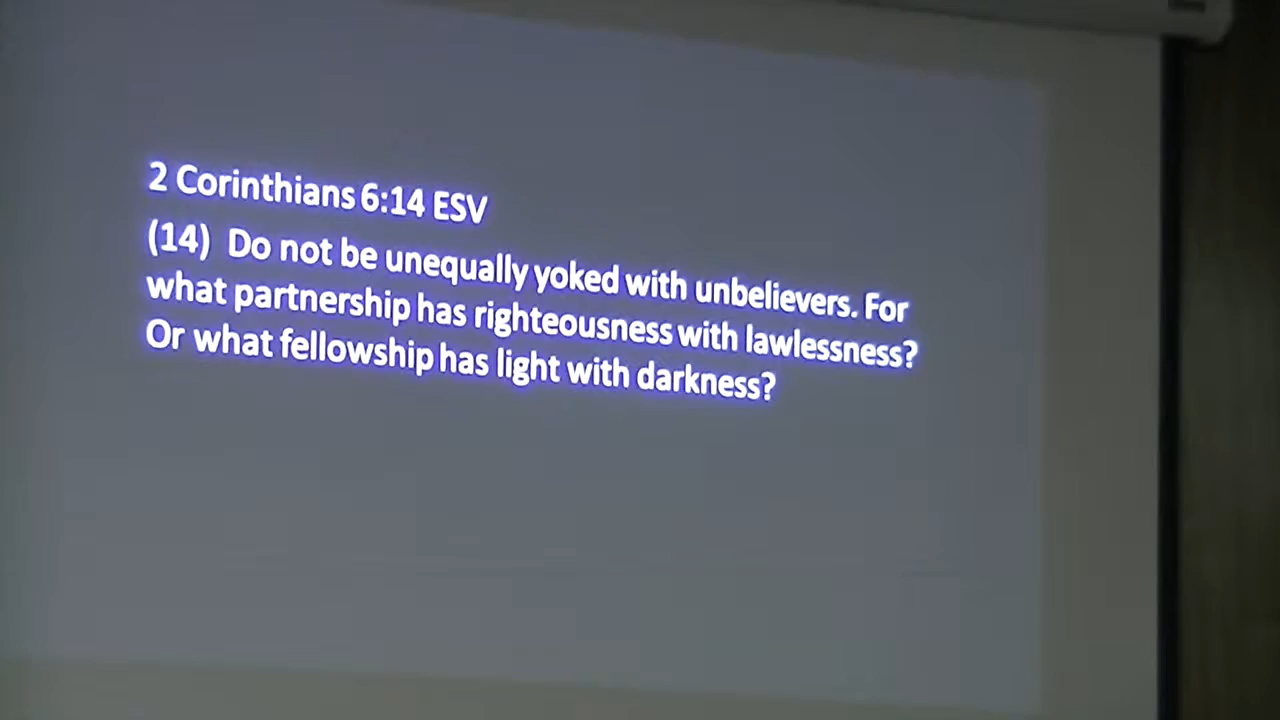 2 Corinthians 6:14 ESV
(14) Do not be unequally yoked with unbelievers. For
what partnership has righteousness with lawlessness?
Or what fellowship has light with darkness?